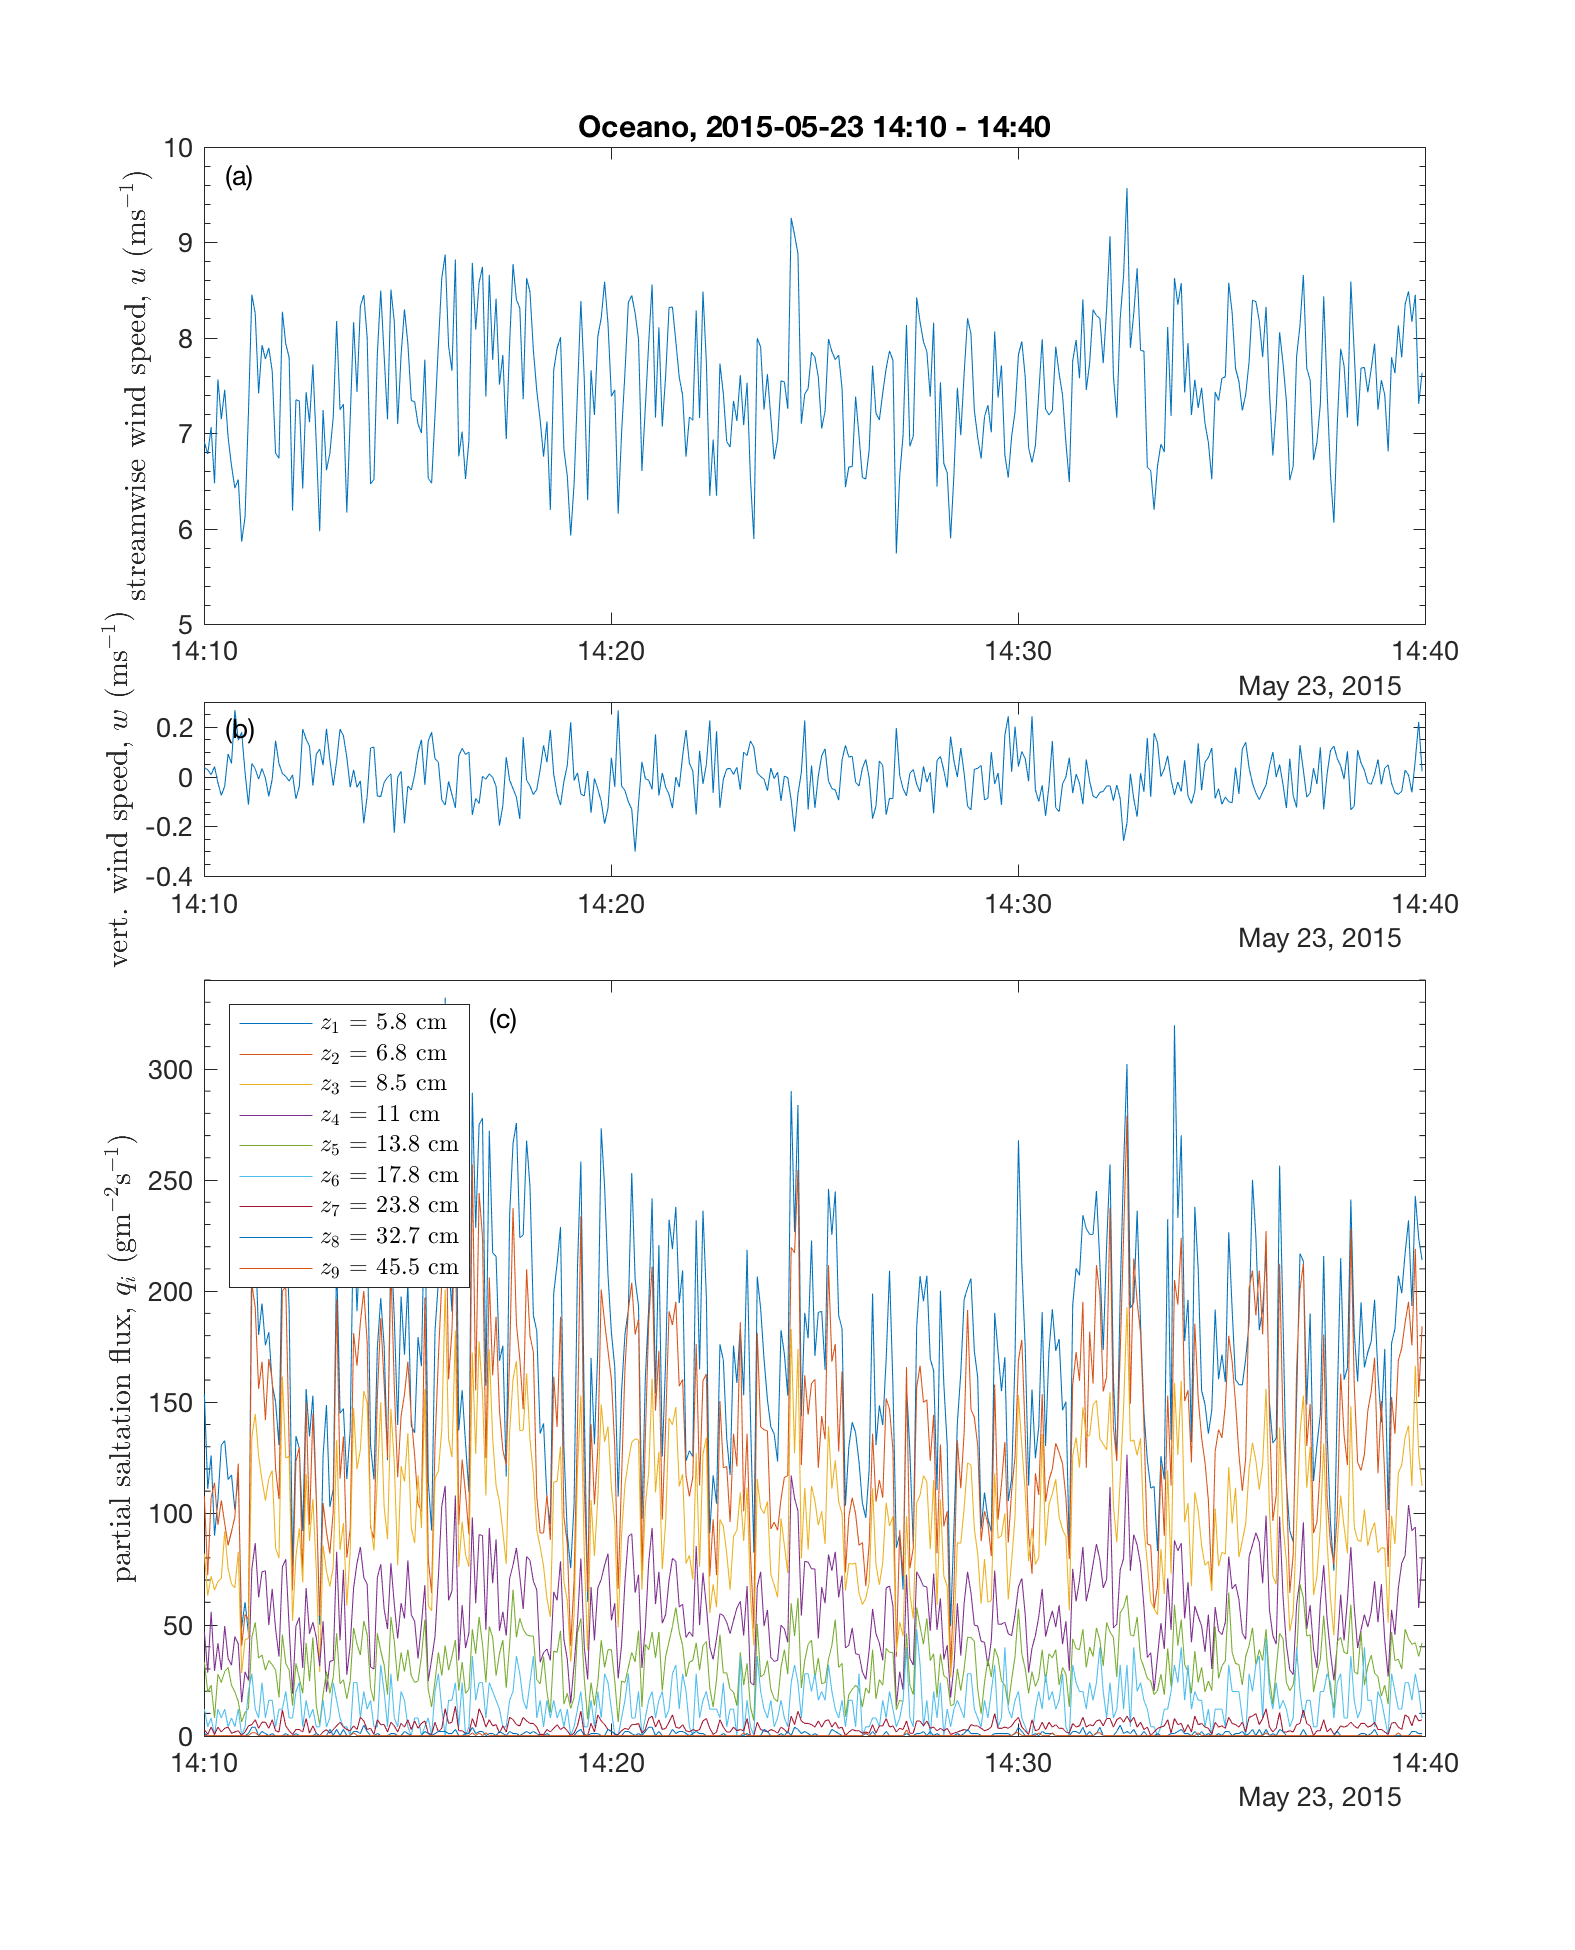 Oceano, 2015-05-23 14:10 - 14:40
(a)
streamwise wind speed, u (ms⁻¹)
10
9
8
7
6
5
14:10 14:20 14:30 14:40
May 23, 2015
(b)
vert. wind speed, w (ms⁻¹)
0.2
0
-0.2
-0.4
14:10 14:20 14:30 14:40
May 23, 2015
(c)
partial saltation flux, qᵢ (gm⁻²s⁻¹)
z₁ = 5.8 cm
z₂ = 6.8 cm
z₃ = 8.5 cm
z₄ = 11 cm
z₅ = 13.8 cm
z₆ = 17.8 cm
z₇ = 23.8 cm
z₈ = 32.7 cm
z₉ = 45.5 cm
300
250
200
150
100
50
0
14:10 14:20 14:30 14:40
May 23, 2015